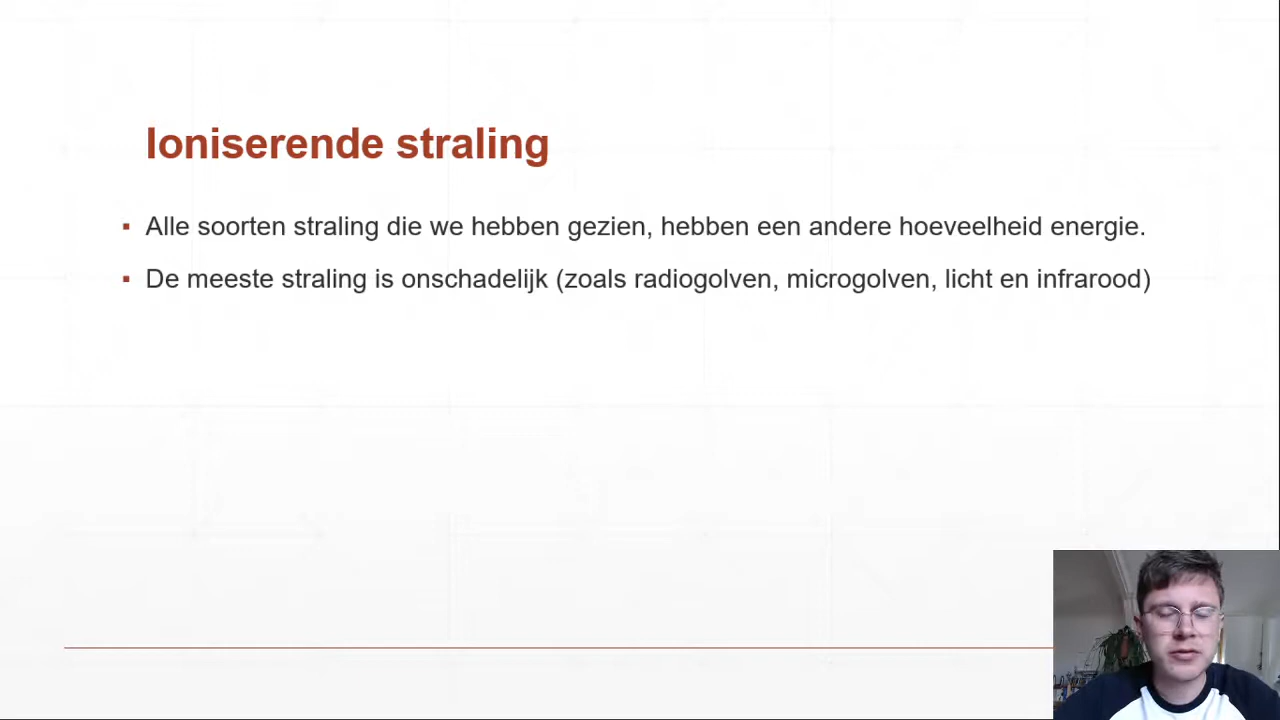 Ioniserende straling
▪ Alle soorten straling die we hebben gezien, hebben een andere hoeveelheid energie.
▪ De meeste straling is onschadelijk (zoals radiogolven, microgolven, licht en infrarood)